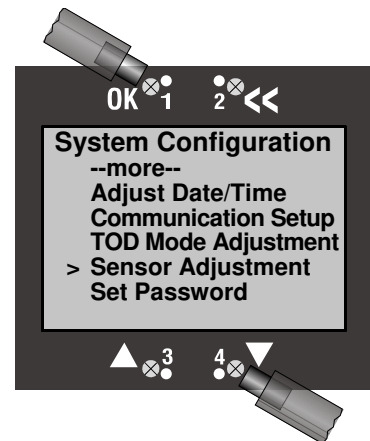 OK 1 2 <<
System Configuration
--more--
Adjust Date/Time
Communication Setup
TOD Mode Adjustment
> Sensor Adjustment
Set Password
3 4